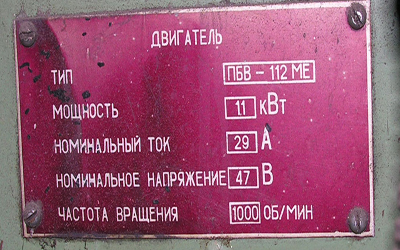 ДВИГАТЕЛЬ
ТИП ПБВ - 112 МЕ
МОЩНОСТЬ 11 кВт
НОМИНАЛЬНЫЙ ТОК 29 А
НОМИНАЛЬНОЕ НАПРЯЖЕНИЕ 47 В
ЧАСТОТА ВРАЩЕНИЯ 1000 ОБ/МИН